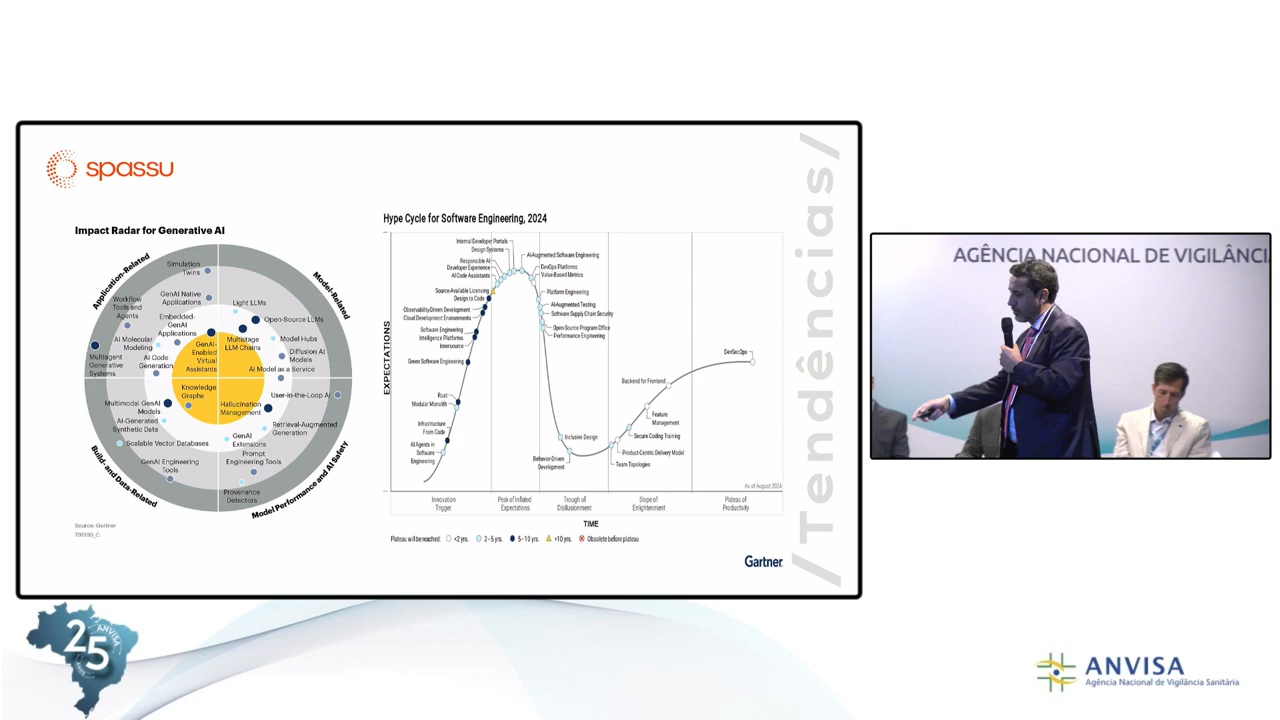 spassu
/Tendências/
Impact Radar for Generative AI
Application-Related
Model-Related
Build- and Data-Related
Model Performance and AI Safety
Simulation
Twins
GenAI Native
Applications
Workflow
Tools and
Agents
Embedded-
GenAI
Applications
AI Molecular
Modeling
Multiagent
Generative
Systems
AI Code
Generation
GenAI-
Enabled
Virtual
Assistants
Light LLMs
Open-Source LLMs
Multistage
LLM Chains
Model Hubs
Diffusion AI
Models
AI Model as a Service
Knowledge
Graphs
Multimodal GenAI
Models
AI-Generated
Synthetic Data
Scalable Vector Databases
GenAI Engineering
Tools
User-in-the-Loop AI
Hallucination
Management
Retrieval-Augmented
Generation
GenAI
Extensions
Prompt
Engineering Tools
Provenance
Detectors
Source: Gartner
791993_C
Hype Cycle for Software Engineering, 2024
EXPECTATIONS
Internal Developer Portals
Design Systems
Responsible AI
Developer Experience
AI Code Assistants
Source-Available Licensing
Design to Code
Observability-Driven Development
Cloud Development Environments
Software Engineering
Intelligence Platforms
Innersource
Green Software Engineering
Rust
Modular Monolith
Infrastructure
From Code
AI Agents in
Software
Engineering
AI-Augmented Software Engineering
DevOps Platforms
Value-Based Metrics
Platform Engineering
AI-Augmented Testing
Software Supply Chain Security
Open-Source Program Office
Performance Engineering
Inclusive Design
Behavior-Driven
Development
Team Topologies
Product-Centric Delivery Model
Secure Coding Training
Feature
Management
Backend for Frontend
DevSecOps
As of August 2024
Innovation
Trigger
Peak of Inflated
Expectations
Trough of
Disillusionment
Slope of
Enlightenment
Plateau of
Productivity
TIME
Plateau will be reached: <2 yrs. 2-5 yrs. 5-10 yrs. >10 yrs. Obsolete before plateau
Gartner
AGÊNCIA NACIONAL DE VIGILÂNCI
25
ANVISA
ANVISA
Agência Nacional de Vigilância Sanitária